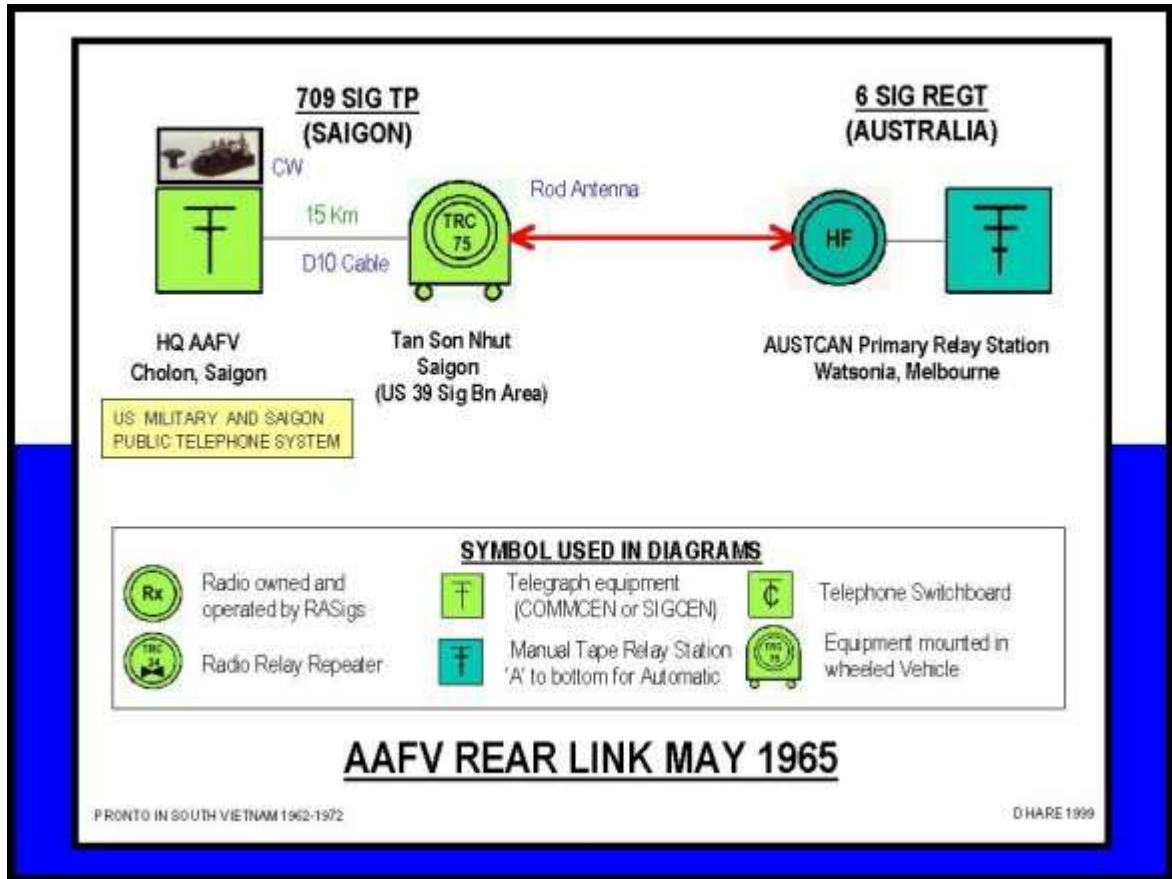 709 SIG TP
(SAIGON)
6 SIG REGT
(AUSTRALIA)
CW
15 Km
D10 Cable
TRC
75
Rod Antenna
HF
HQ AAFV
Cholon, Saigon
Tan Son Nhut
Saigon
(US 39 Sig Bn Area)
AUSTCAN Primary Relay Station
Watsonia, Melbourne
US MILITARY AND SAIGON
PUBLIC TELEPHONE SYSTEM
SYMBOL USED IN DIAGRAMS
Rx
Radio owned and
operated by RASigs
Telegraph equipment
(COMMCEN or SIGCEN)
Telephone Switchboard
TRC
24
Radio Relay Repeater
Manual Tape Relay Station
'A' to bottom for Automatic
TRC
75
Equipment mounted in
wheeled Vehicle
AAFV REAR LINK MAY 1965
PRONTO IN SOUTH VIETNAM 1962-1972
D HARE 1999